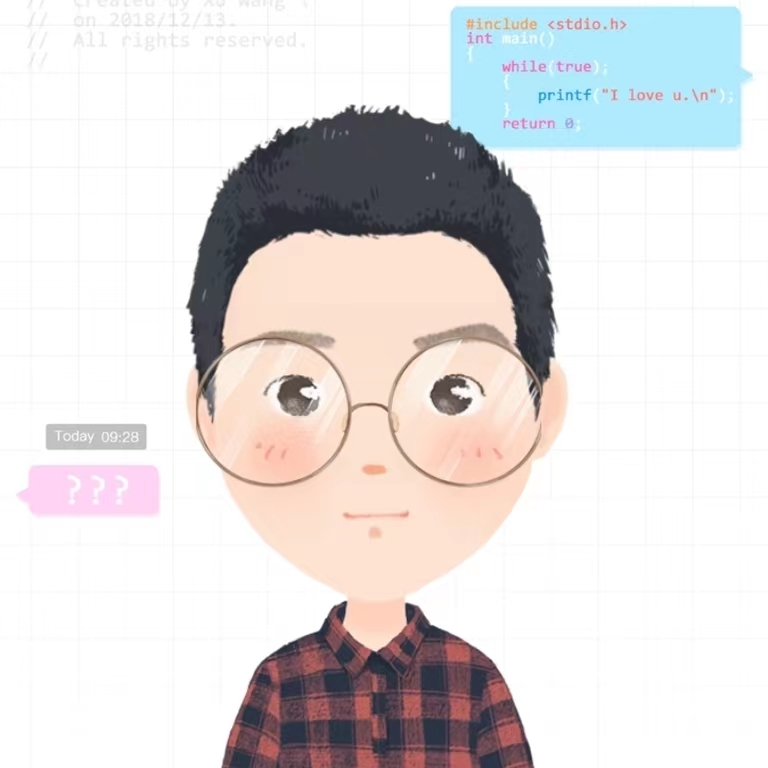 // Created by Xu Wang
// on 2018/12/13.
// All rights reserved.
//
#include <stdio.h>
int main()
{
while(true);
{
printf("I love u.\n");
}
return 0;
Today 09:28
???